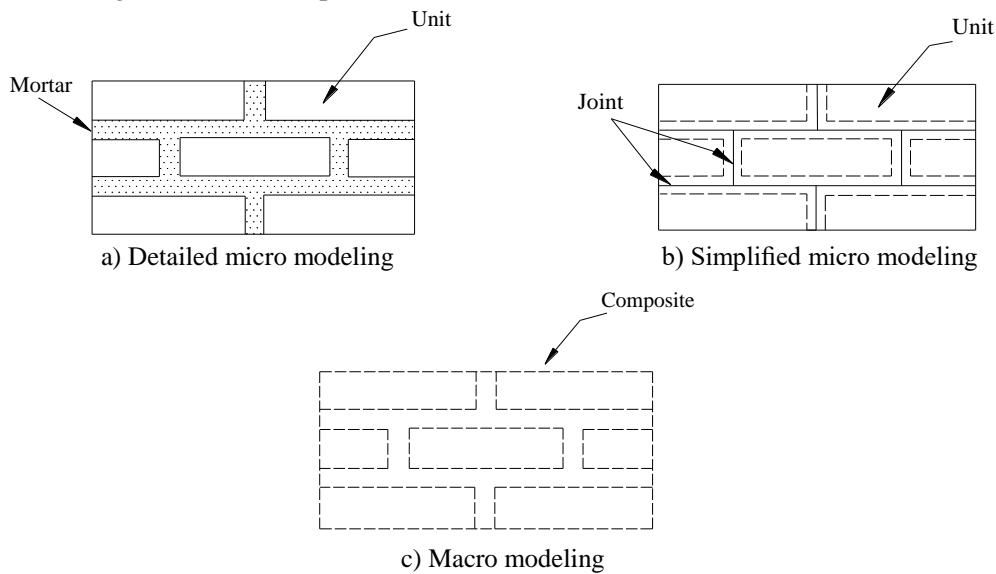 Unit
Mortar
Unit
Joint
a) Detailed micro modeling
b) Simplified micro modeling
Composite
c) Macro modeling